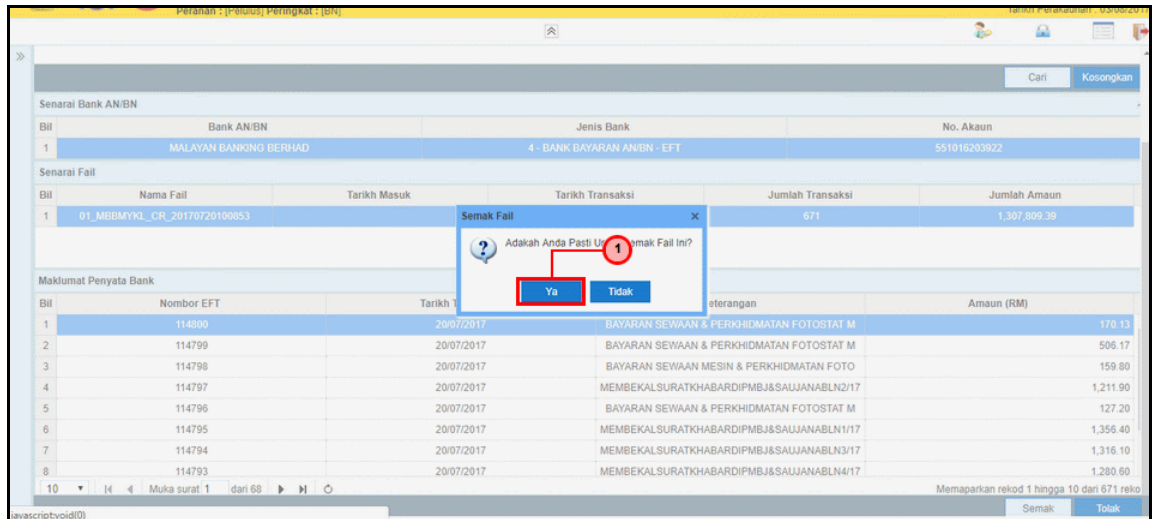 Peranan : [Pelulus] Peringkat : [BN]
Tarikh Perakaunan : 03/08/2017
Cari Kosongkan
Senarai Bank AN/BN
Bil Bank AN/BN Jenis Bank No. Akaun
1 MALAYAN BANKING BERHAD 4 - BANK BAYARAN AN/BN - EFT 551016203922
Senarai Fail
Bil Nama Fail Tarikh Masuk Tarikh Transaksi Jumlah Transaksi Jumlah Amaun
1 01_MBBMYKL_CR_20170720100853 671 1,307,809.39
Semak Fail x
Adakah Anda Pasti Un semak Fail Ini?
1
Ya Tidak
Maklumat Penyata Bank
Bil Nombor EFT Tarikh T eterangan Amaun (RM)
1 114800 20/07/2017 BAYARAN SEWAAN & PERKHIDMATAN FOTOSTAT M 170.13
2 114799 20/07/2017 BAYARAN SEWAAN & PERKHIDMATAN FOTOSTAT M 506.17
3 114798 20/07/2017 BAYARAN SEWAAN MESIN & PERKHIDMATAN FOTO 159.80
4 114797 20/07/2017 MEMBEKALSURATKHABARDIPMBJ&SAUJANABLN2/17 1,211.90
5 114796 20/07/2017 BAYARAN SEWAAN & PERKHIDMATAN FOTOSTAT M 127.20
6 114795 20/07/2017 MEMBEKALSURATKHABARDIPMBJ&SAUJANABLN1/17 1,356.40
7 114794 20/07/2017 MEMBEKALSURATKHABARDIPMBJ&SAUJANABLN3/17 1,316.10
8 114793 20/07/2017 MEMBEKALSURATKHABARDIPMBJ&SAUJANABLN4/17 1,280.60
10 Muka surat 1 dari 68 Memaparkan rekod 1 hingga 10 dari 671 reko
Semak Tolak
javascript:void(0)